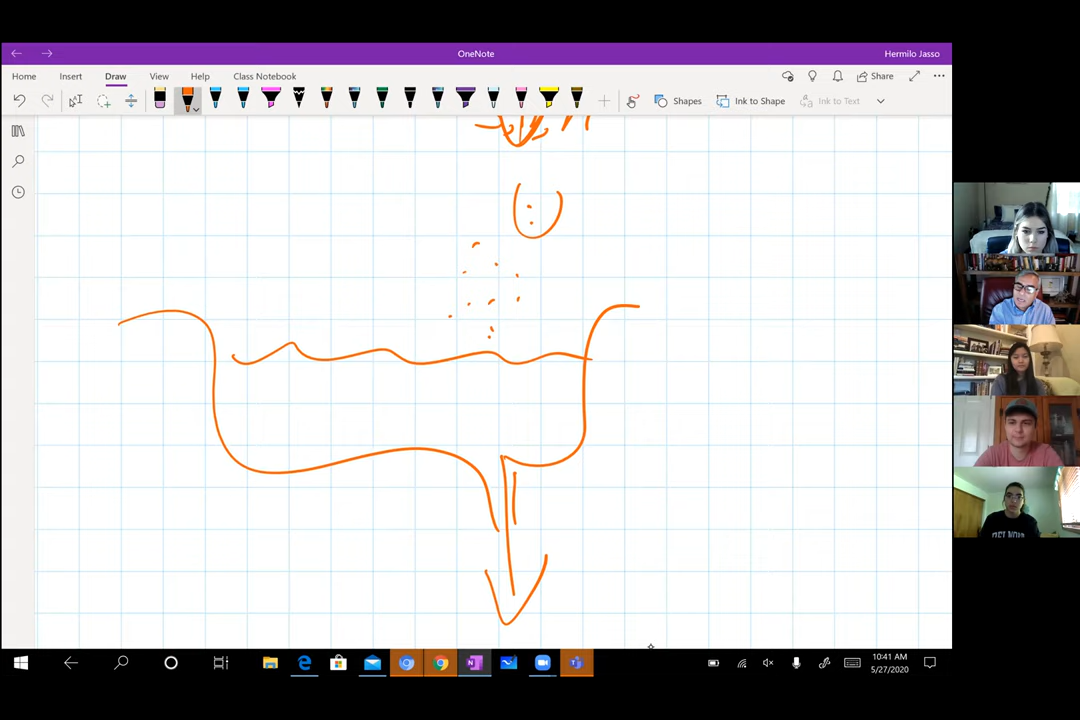 OneNote
Hermilo Jasso
Home Insert Draw View Help Class Notebook Share
Shapes Ink to Shape Ink to Text
10:41 AM
5/27/2020